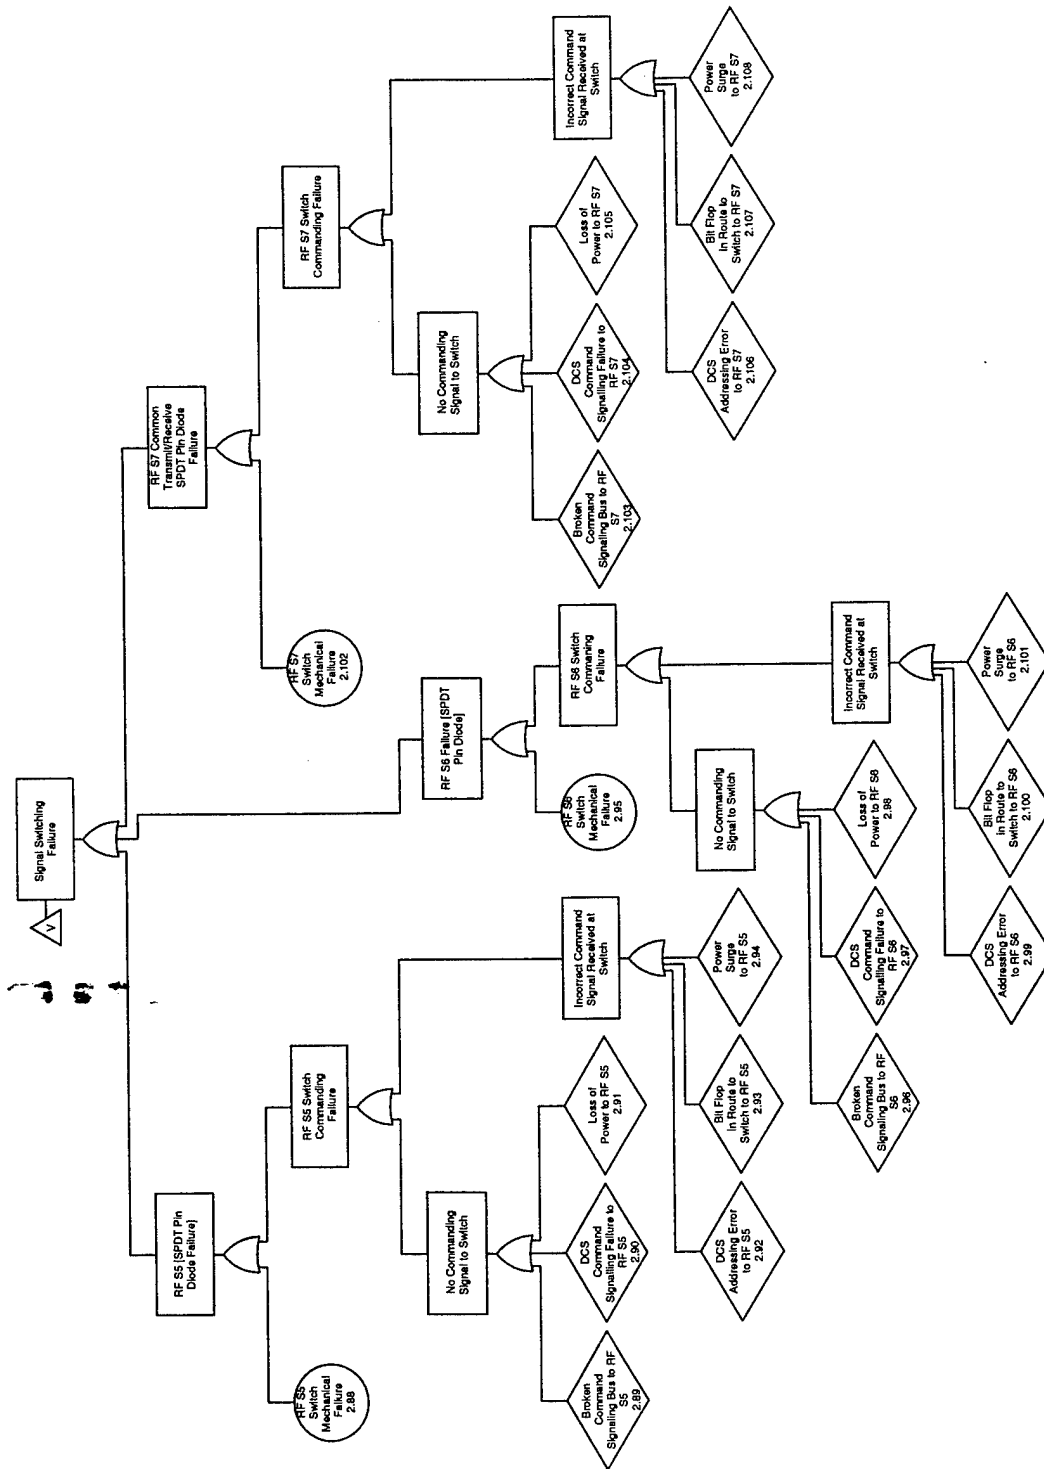 V
Signal Switching
Failure
RF S5 [SPDT Pin
Diode Failure]
RF S5
Switch
Mechanical
Failure
2.88
RF S5 Switch
Commanding
Failure
No Commanding
Signal to Switch
Broken
Command
Signaling Bus to RF
S5
2.89
DCS
Command
Signalling Failure to
RF S5
2.90
Loss of
Power to RF S5
2.91
Incorrect Command
Signal Received at
Switch
DCS
Addressing Error
to RF S5
2.92
Bit Flop
In Route to
Switch to RF S5
2.93
Power
Surge
to RF S5
2.94
RF S6 Failure [SPDT
Pin Diode]
RF S6
Switch
Mechanical
Failure
2.95
RF S6 Switch
Commaning
Failure
No Commanding
Signal to Switch
Broken
Command
Signaling Bus to RF
S6
2.96
DCS
Command
Signalling Failure to
RF S6
2.97
Loss of
Power to RF S6
2.98
Incorrect Command
Signal Received at
Switch
DCS
Addressing Error
to RF S6
2.99
Bit Flop
in Route to
Switch to RF S6
2.100
Power
Surge
to RF S6
2.101
RF S7 Common
Transmit/Receive
SPDT Pin Diode
Failure
RF S7
Switch
Mechanical
Failure
2.102
RF S7 Switch
Commanding Failure
No Commanding
Signal to Switch
Broken
Command
Signaling Bus to RF
S7
2.103
DCS
Command
Signalling Failure to
RF S7
2.104
Loss of
Power to RF S7
2.105
Incorrect Command
Signal Received at
Switch
DCS
Addressing Error
to RF S7
2.106
Bit Flop
In Route to
Switch to RF S7
2.107
Power
Surge
to RF S7
2.108